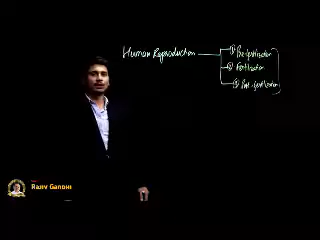 Human Reproduction
① Pre-fertilization
② Fertilization
③ Post-fertilization
Rajiv Gandhi